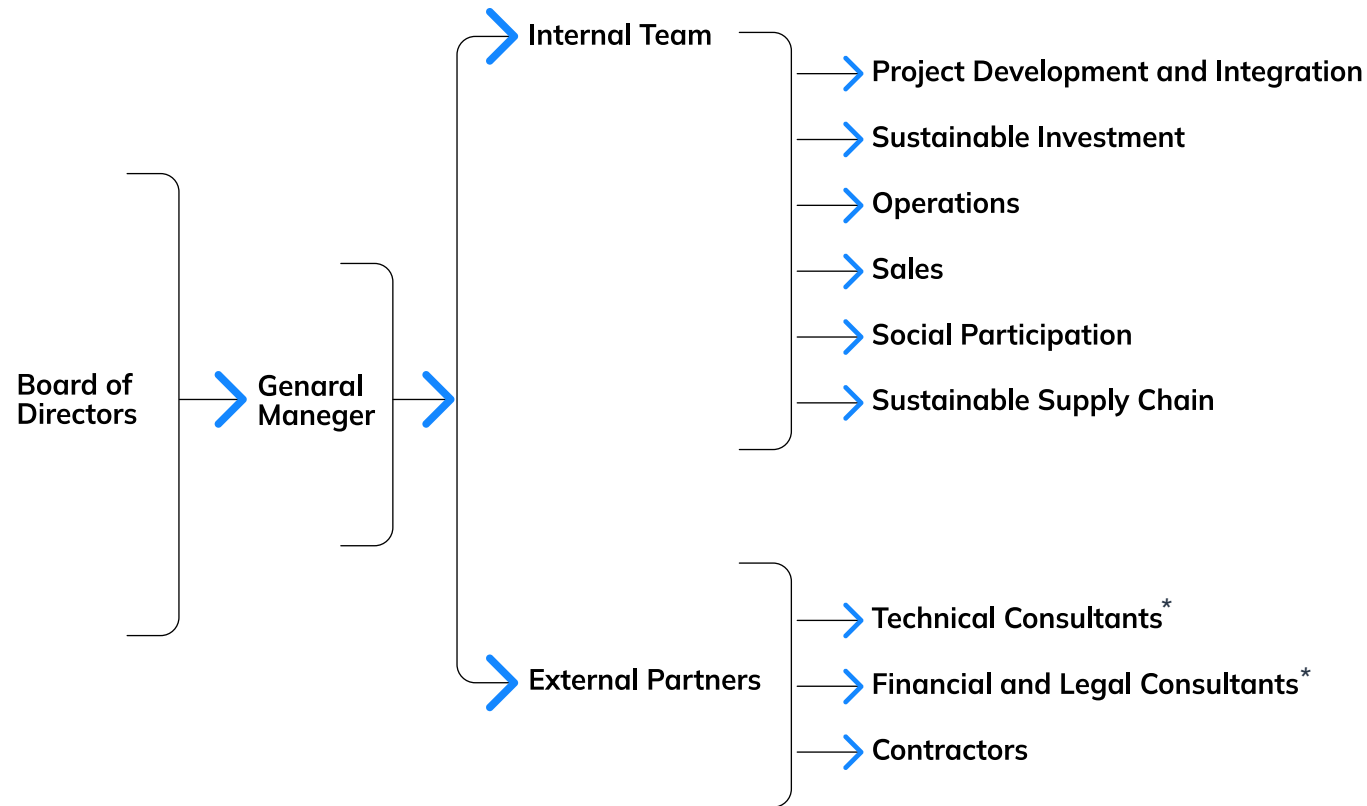 Board of
Directors
Genaral
Maneger
Internal Team
Project Development and Integration
Sustainable Investment
Operations
Sales
Social Participation
Sustainable Supply Chain
External Partners
Technical Consultants*
Financial and Legal Consultants*
Contractors